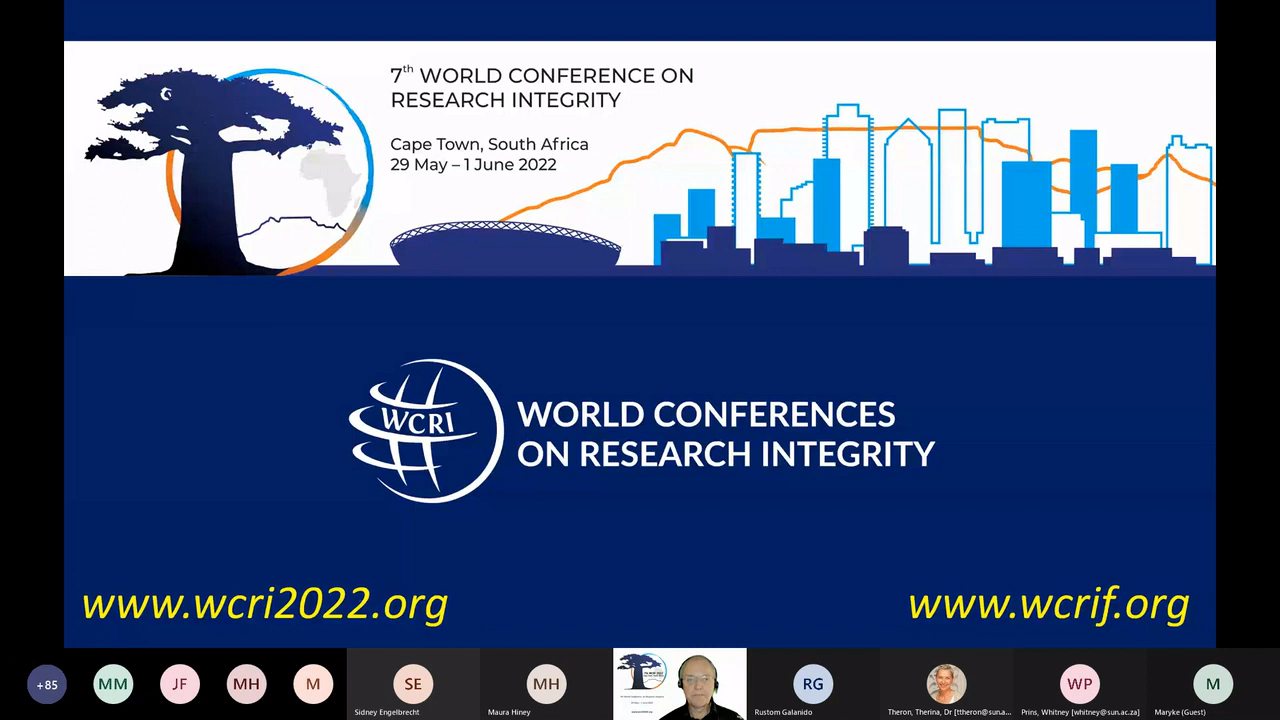 7th WORLD CONFERENCE ON
RESEARCH INTEGRITY
Cape Town, South Africa
29 May – 1 June 2022
WCRI
WORLD CONFERENCES
ON RESEARCH INTEGRITY
www.wcri2022.org
www.wcrif.org
+85
MM
JF
MH
M
SE
MH
RG
WP
M
Sidney Engelbrecht
Maura Hiney
Rustom Galanido
Theron, Therina, Dr [ttheron@suna...
Prins, Whitney [whitney@sun.ac.za]
Maryke (Guest)